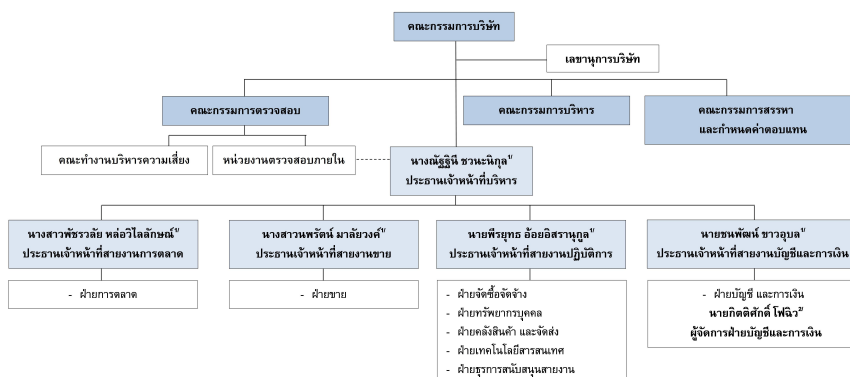 คณะกรรมการบริษัท
เลขานุการบริษัท
คณะกรรมการตรวจสอบ
คณะกรรมการบริหาร
คณะกรรมการสรรหา
และกำหนดค่าตอบแทน
คณะทำงานบริหารความเสี่ยง
หน่วยงานตรวจสอบภายใน
นางณัฐฐินี ชวนะนิกุล 1/
ประธานเจ้าหน้าที่บริหาร
นางสาวพัชรวลัย หล่อวิไลลักษณ์ 1/
ประธานเจ้าหน้าที่สายงานการตลาด
นางสาวนพรัตน์ มาลัยวงค์ 1/
ประธานเจ้าหน้าที่สายงานขาย
นายพีรยุทธ อ้อยอิสรานุกูล 1/
ประธานเจ้าหน้าที่สายงานปฏิบัติการ
นายชนพัฒน์ ขาวอุบล 1/
ประธานเจ้าหน้าที่สายงานบัญชีและการเงิน
- ฝ่ายการตลาด
- ฝ่ายขาย
- ฝ่ายจัดซื้อจัดจ้าง
- ฝ่ายทรัพยากรบุคคล
- ฝ่ายคลังสินค้า และจัดส่ง
- ฝ่ายเทคโนโลยีสารสนเทศ
- ฝ่ายธุรการสนับสนุนสายงาน
- ฝ่ายบัญชี และการเงิน
นายกิตติศักดิ์ โฟฉิว 2/
ผู้จัดการฝ่ายบัญชีและการเงิน